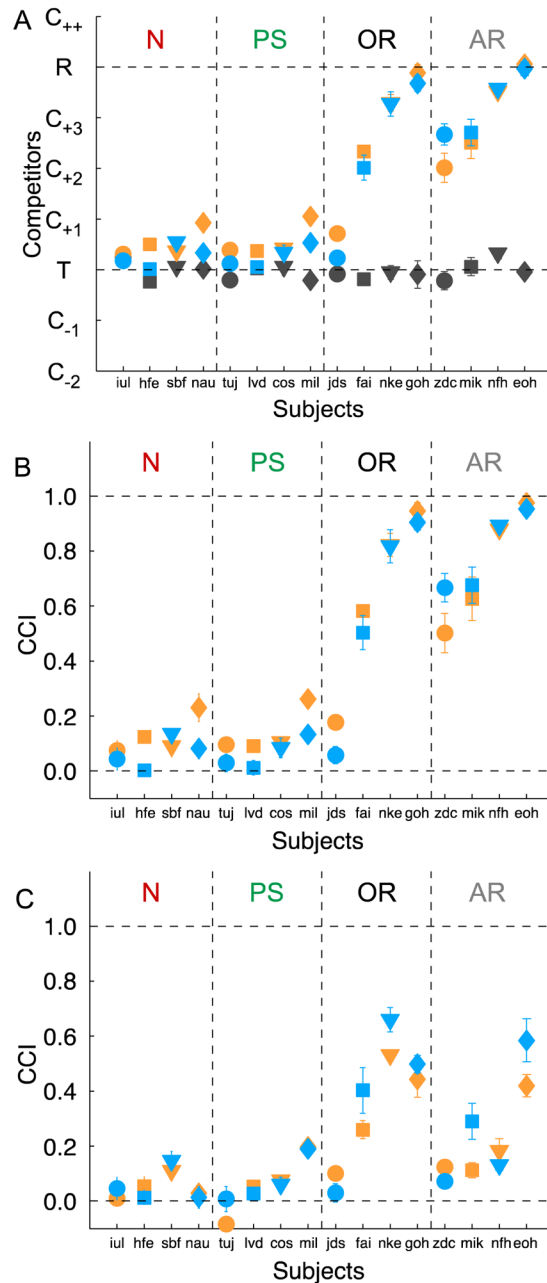 A
N PS OR AR
Competitors
C++
R
C+3
C+2
C+1
T
C-1
C-2
iul hfe sbf nau tuj lvd cos mil jds fai nke goh zdc mik nfh eoh
Subjects
B
N PS OR AR
CCI
1.0
0.8
0.6
0.4
0.2
0.0
iul hfe sbf nau tuj lvd cos mil jds fai nke goh zdc mik nfh eoh
Subjects
C
N PS OR AR
CCI
1.0
0.8
0.6
0.4
0.2
0.0
iul hfe sbf nau tuj lvd cos mil jds fai nke goh zdc mik nfh eoh
Subjects